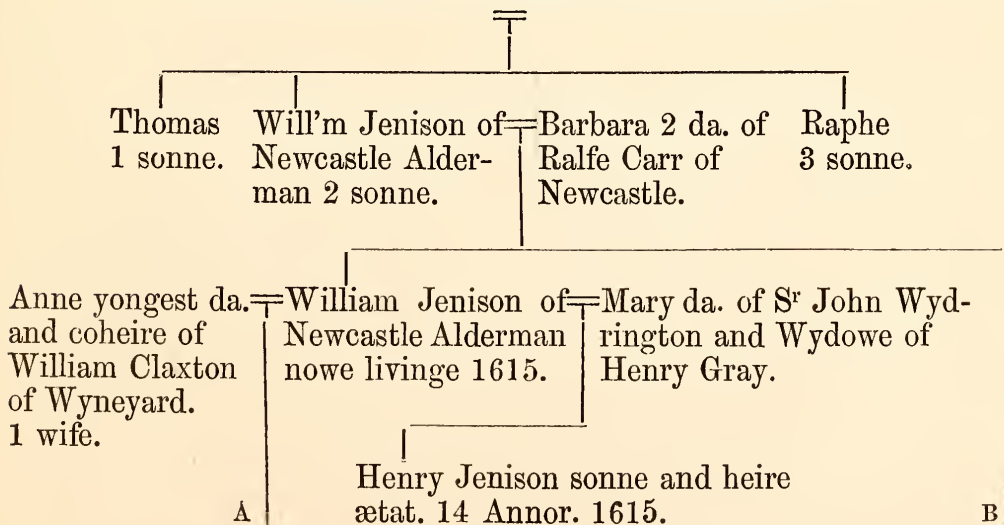 Thomas
1 sonne.
Will'm Jenison of
Newcastle Alder-
man 2 sonne.
Barbara 2 da. of
Ralfe Carr of
Newcastle.
Raphe
3 sonne.
Anne yongest da.
and coheire of
William Claxton
of Wyneyard.
1 wife.
William Jenison of
Newcastle Alderman
nowe livinge 1615.
Mary da. of Sr John Wyd-
rington and Wydowe of
Henry Gray.
Henry Jenison sonne and heire
ætat. 14 Annor. 1615.
A
B